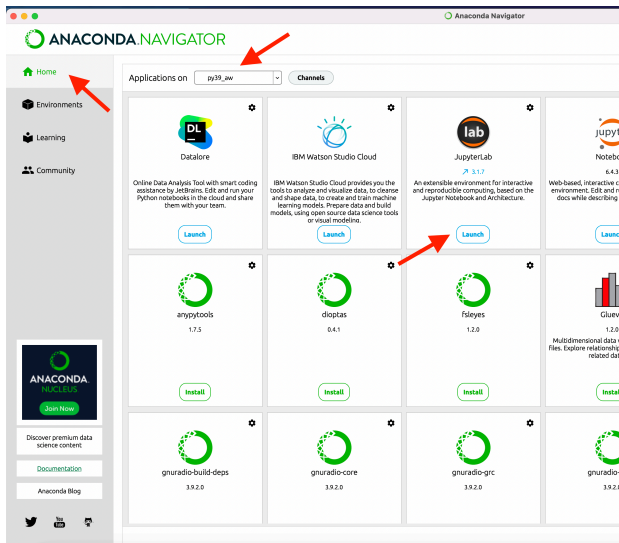 Anaconda Navigator
ANACONDA.NAVIGATOR
Home
Environments
Learning
Community
Applications on
py39_aw
Channels
DL
Datalore
Online Data Analysis Tool with smart coding
assistance by JetBrains. Edit and run your
Python notebooks in the cloud and share
them with your team.
Launch
IBM Watson Studio Cloud
IBM Watson Studio Cloud provides you the
tools to analyze and visualize data, to cleanse
and shape data, to create and train machine
learning models. Prepare data and build
models, using open source data science tools
or visual modeling.
Launch
lab
JupyterLab
3.1.7
An extensible environment for interactive
and reproducible computing, based on the
Jupyter Notebook and Architecture.
Launch
jupyt
Notebo
6.4.3
Web-based, interactive c
environment. Edit and r
docs while describing
Launc
anypytools
1.7.5
Install
dioptas
0.4.1
Install
fsleyes
1.2.0
Install
Gluev
1.2.0
Multidimensional data v
files. Explore relationship
related dat
Instal
gnuradio-build-deps
3.9.2.0
gnuradio-core
3.9.2.0
gnuradio-grc
3.9.2.0
gnuradio-
3.9.2.0
ANACONDA.
NUCLEUS
Join Now
Discover premium data
science content
Documentation
Anaconda Blog
You
Tube